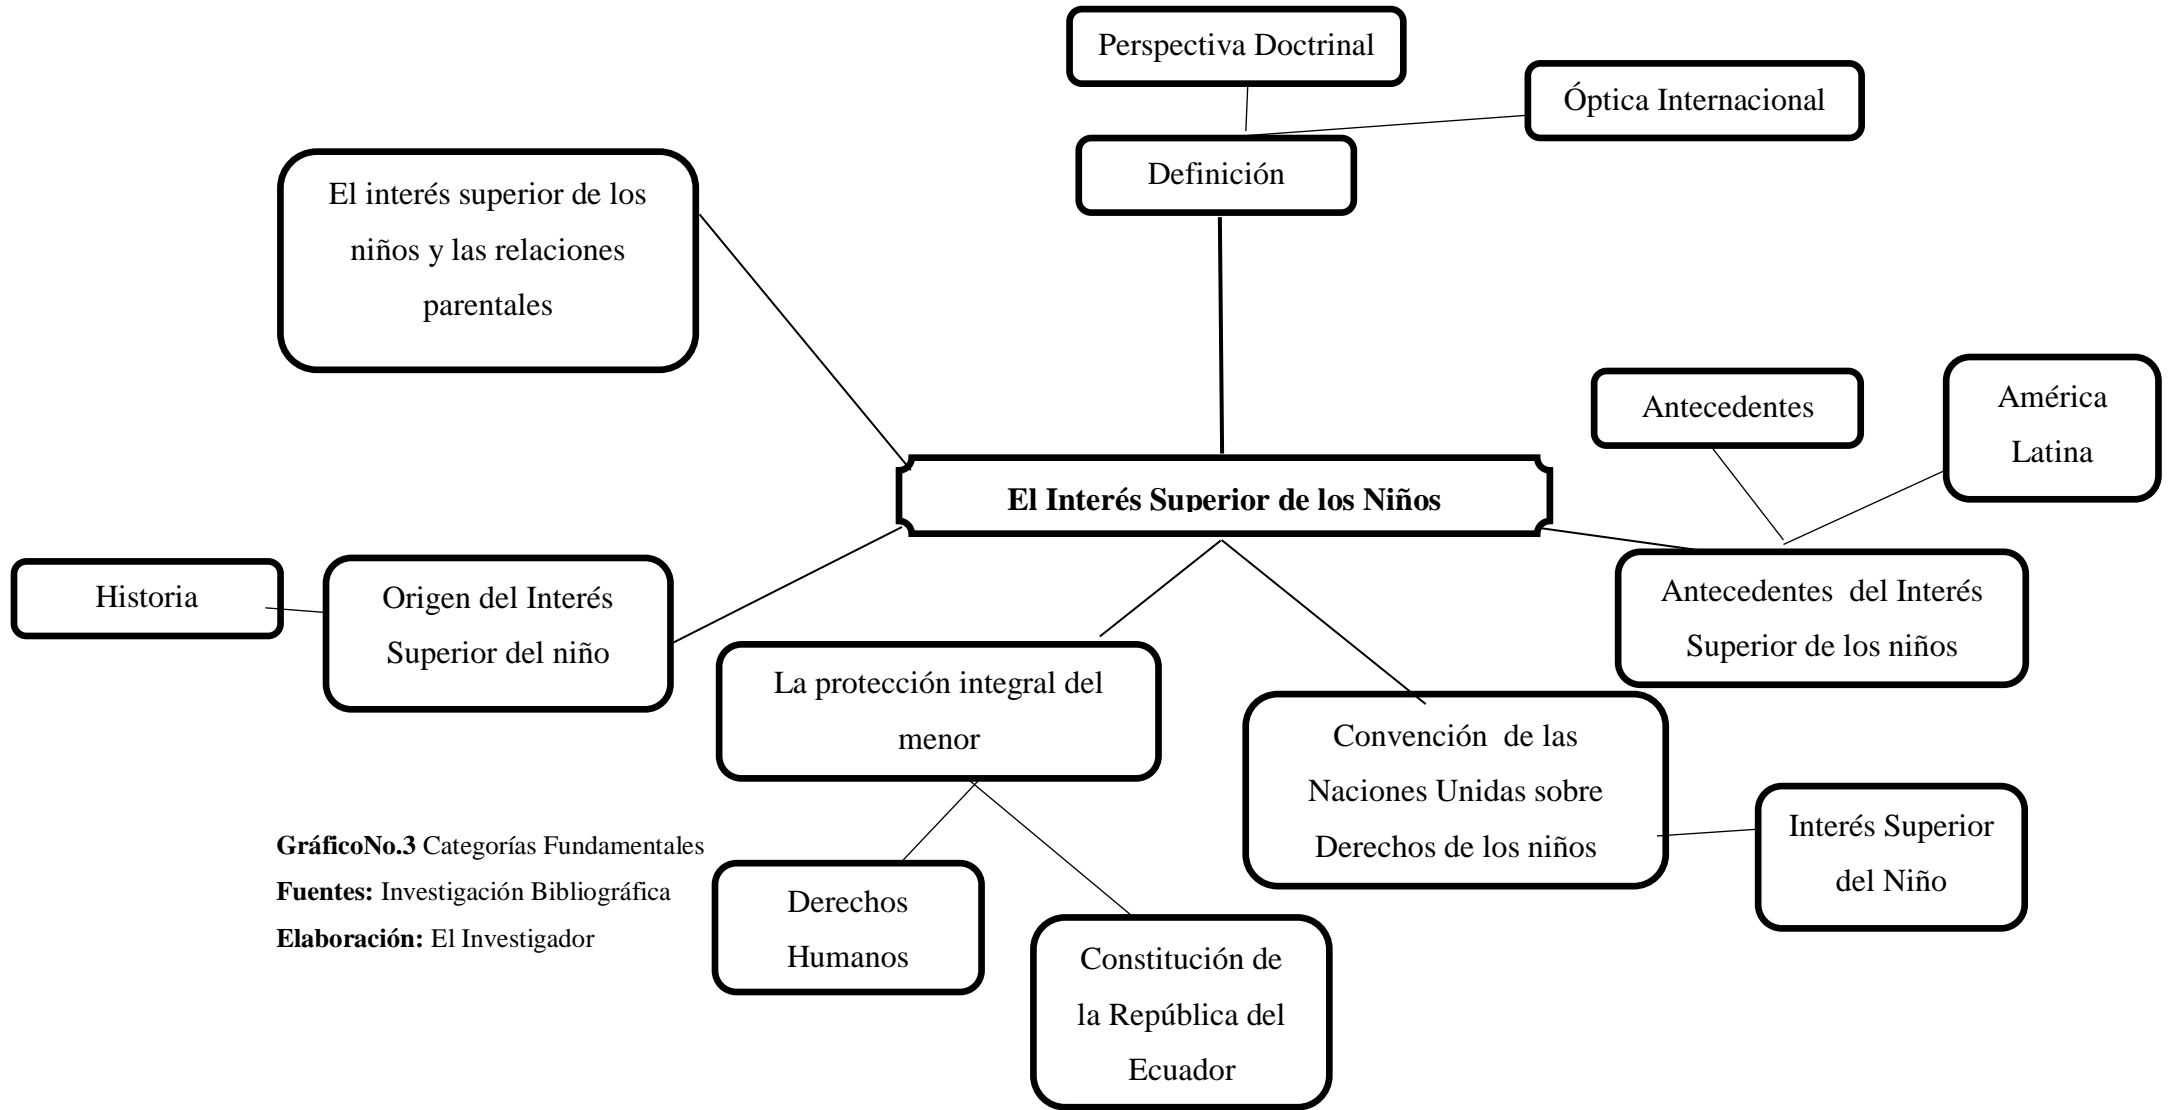 Perspectiva Doctrinal
Óptica Internacional
Definición
El interés superior de los
niños y las relaciones
parentales
Antecedentes
América
Latina
El Interés Superior de los Niños
Historia
Origen del Interés
Superior del niño
Antecedentes  del Interés
Superior de los niños
La protección integral del
menor
Convención  de las
Naciones Unidas sobre
Derechos de los niños
Interés Superior
del Niño
GráficoNo.3 Categorías Fundamentales
Fuentes: Investigación Bibliográfica
Elaboración: El Investigador
Derechos
Humanos
Constitución de
la República del
Ecuador